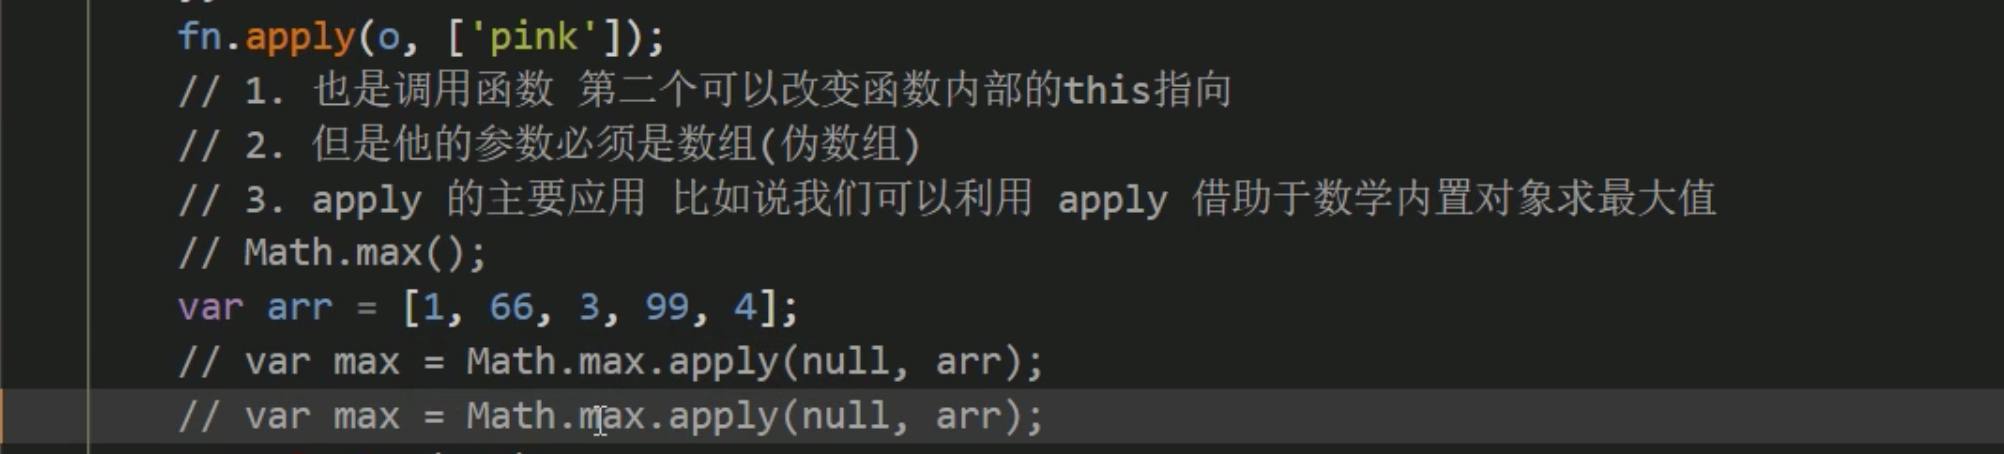 fn.apply(o, ['pink']);
// 1. 也是调用函数 第二个可以改变函数内部的this指向
// 2. 但是他的参数必须是数组(伪数组)
// 3. apply 的主要应用 比如说我们可以利用 apply 借助于数学内置对象求最大值
// Math.max();
var arr = [1, 66, 3, 99, 4];
// var max = Math.max.apply(null, arr);
// var max = Math.max.apply(null, arr);